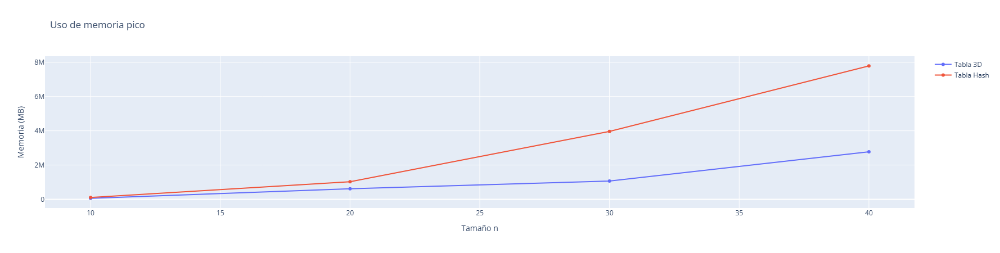 Uso de memoria pico
8M
6M
4M
2M
0
Memoria (MB)
10
15
20
25
30
35
40
Tamaño n
Tabla 3D
Tabla Hash